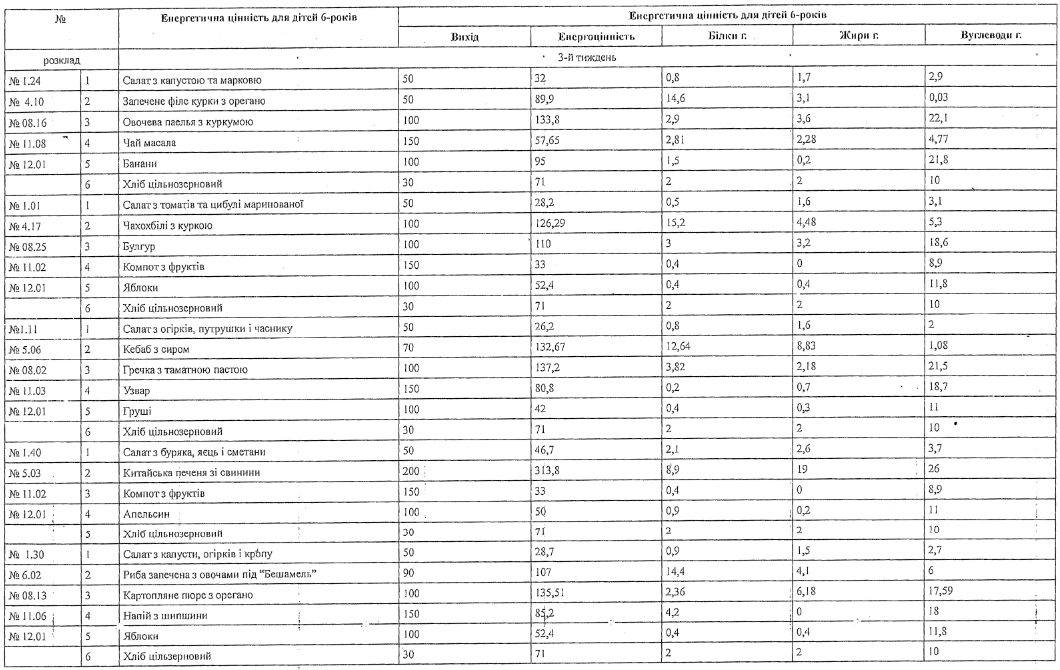 № Енергетична цінність для дітей 6-років Енергетична цінність для дітей 6-років
Вихід Енергоцінність Білки г. Жири г. Вуглеводи г.
розклад 3-й тиждень
№ 1.24 1 Салат з капустою та марковю 50 32 0,8 1,7 2,9
№ 4.10 2 Запечене філе курки з орегано 50 89,9 14,6 3,1 0,03
№ 08.16 3 Овочева паелья з куркумою 100 133,8 2,9 3,6 22,1
№ 11.08 4 Чай масала 150 57,65 2,81 2,28 4,77
№ 12.01 5 Банани 100 95 1,5 0,2 21,8
6 Хліб цільнозерновий 30 71 2 2 10
№ 1.01 1 Салат з томатів та цибулі маринованої 50 28,2 0,5 1,6 3,1
№ 4.17 2 Чахохбілі з куркою 100 126,29 15,2 4,48 5,3
№ 08.25 3 Булгур 100 110 3 3,2 18,6
№ 11.02 4 Компот з фруктів 150 33 0,4 0 8,9
№ 12.01 5 Яблоки 100 52,4 0,4 0,4 11,8
6 Хліб цільнозерновий 30 71 2 2 10
№1.11 1 Салат з огірків, путрушки і часнику 50 26,2 0,8 1,6 2
№ 5.06 2 Кебаб з сиром 70 132,67 12,64 8,83 1,08
№ 08.02 3 Гречка з таматною пастою 100 137,2 3,82 2,18 21,5
№ 11.03 4 Узвар 150 80,8 0,2 0,7 18,7
№ 12.01 5 Груші 100 42 0,4 0,3 11
6 Хліб цільнозерновий 30 71 2 2 10
№ 1.40 1 Салат з буряка, яєць і сметани 50 46,7 2,1 2,6 3,7
№ 5.03 2 Китайська печеня зі свинини 200 313,8 8,9 19 26
№ 11.02 3 Компот з фруктів 150 33 0,4 0 8,9
№ 12.01 4 Апельсин 100 50 0,9 0,2 11
5 Хліб цільнозерновий 30 71 2 2 10
№ 1.30 1 Салат з капусти, огірків і кропу 50 28,7 0,9 1,5 2,7
№ 6.02 2 Риба запечена з овочами під "Бешамель" 90 107 14,4 4,1 6
№ 08.13 3 Картопляне пюре з орегано 100 135,51 2,36 6,18 17,59
№ 11.06 4 Напій з шипшини 150 85,2 4,2 0 18
№ 12.01 5 Яблоки 100 52,4 0,4 0,4 11,8
6 Хліб цільзерновий 30 71 2 2 10